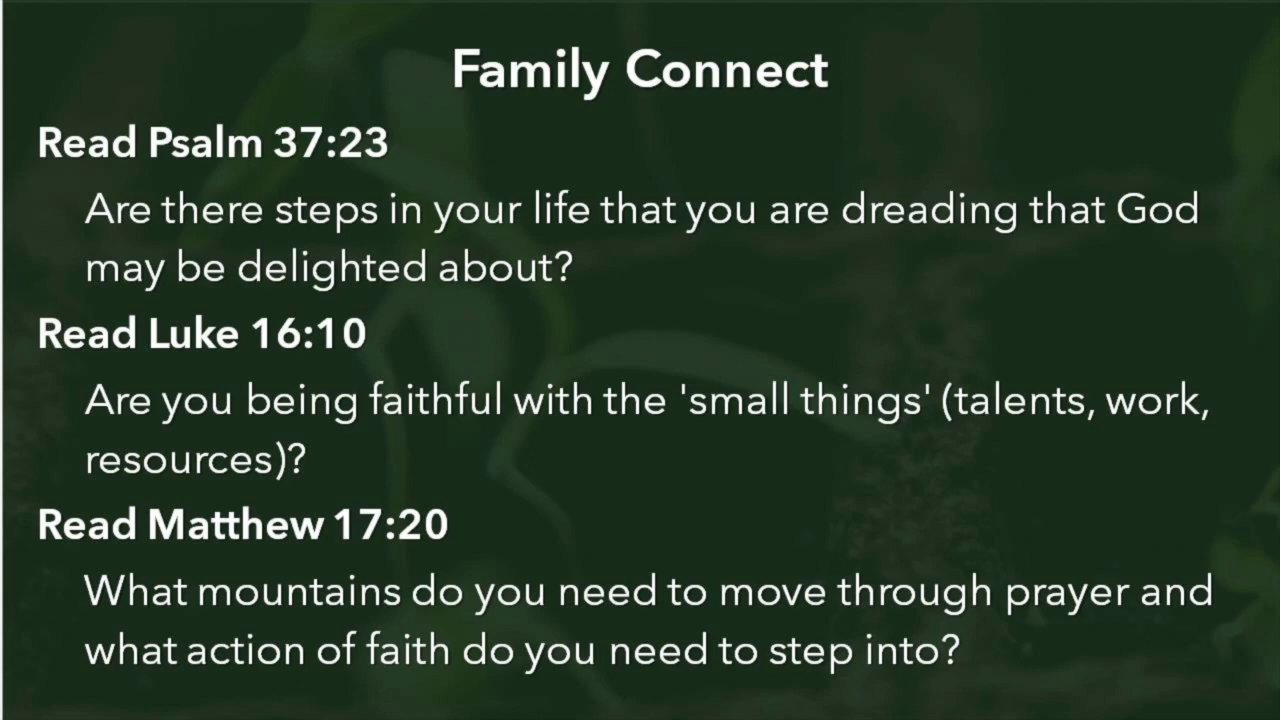 Family Connect
Read Psalm 37:23
Are there steps in your life that you are dreading that God
may be delighted about?
Read Luke 16:10
Are you being faithful with the 'small things' (talents, work,
resources)?
Read Matthew 17:20
What mountains do you need to move through prayer and
what action of faith do you need to step into?